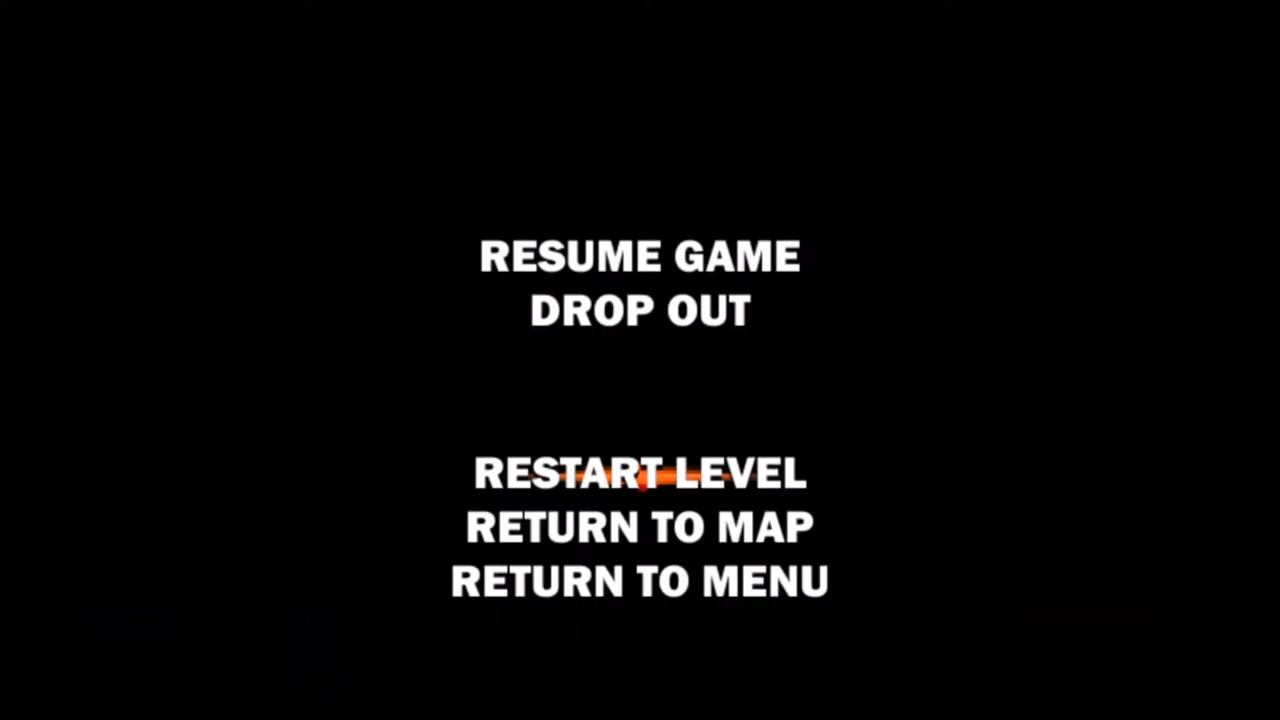 RESUME GAME
DROP OUT
RESTART LEVEL
RETURN TO MAP
RETURN TO MENU